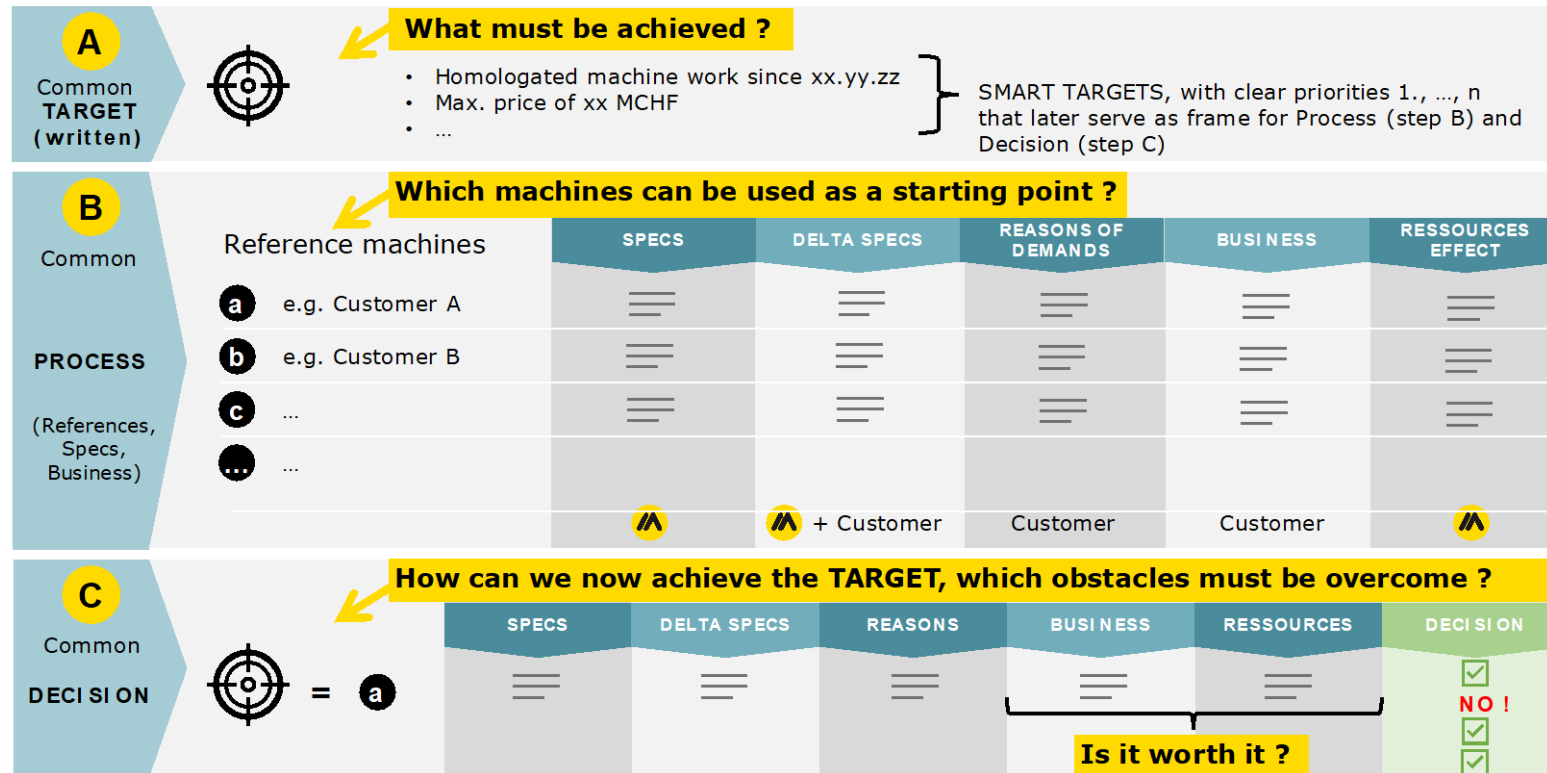 A
Common
TARGET
(written)
What must be achieved ?
• Homologated machine work since xx.yy.zz
• Max. price of xx MCHF
• ...
SMART TARGETS, with clear priorities 1., ..., n
that later serve as frame for Process (step B) and
Decision (step C)
B
Common
PROCESS
(References,
Specs,
Business)
Which machines can be used as a starting point ?
Reference machines
SPECS
DELTA SPECS
REASONS OF
DEMANDS
BUSINESS
RESSOURCES
EFFECT
a e.g. Customer A
b e.g. Customer B
c ...
... ...
+ Customer
Customer
Customer
C
Common
DECISION
How can we now achieve the TARGET, which obstacles must be overcome ?
SPECS
DELTA SPECS
REASONS
BUSINESS
RESSOURCES
DECISION
= a
NO !
Is it worth it ?